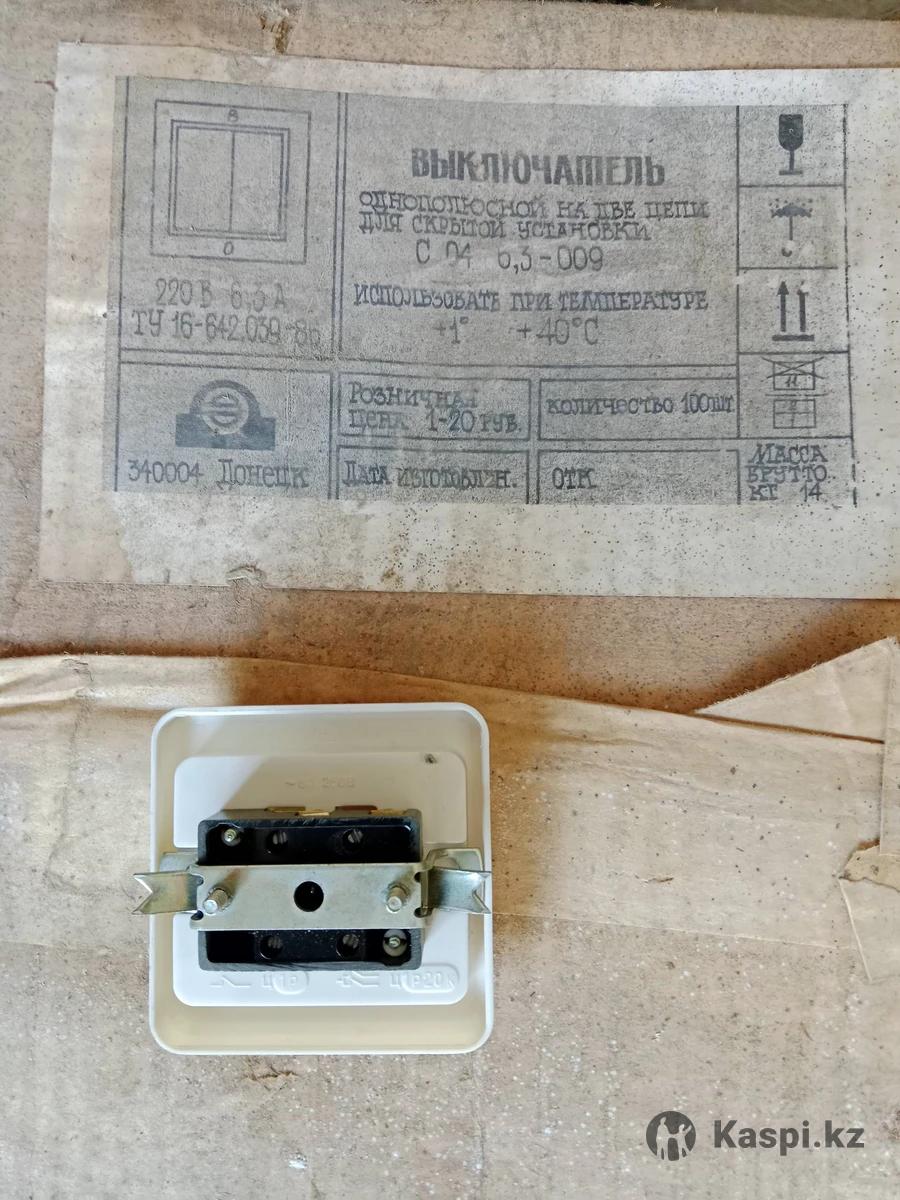 В
О
220 В 6,3 А
ТУ 16-642.039-86
ВЫКЛЮЧАТЕЛЬ
ОДНОПОЛЮСНОЙ НА ДВЕ ЦЕПИ
ДЛЯ СКРЫТОЙ УСТАНОВКИ
С 04 6,3-009
ИСПОЛЬЗОВАТЬ ПРИ ТЕМПЕРАТУРЕ
+1° +40°С
340004 Донецк
РОЗНИЧНАЯ
ЦЕНА 1-20 РУБ.
КОЛИЧЕСТВО 100шт
ДАТА ИЗГОТОВЛЕН.
ОТК
МАССА
БРУТТО
КГ 14
Ц 1Р Ц 1Р20К
Kaspi.kz